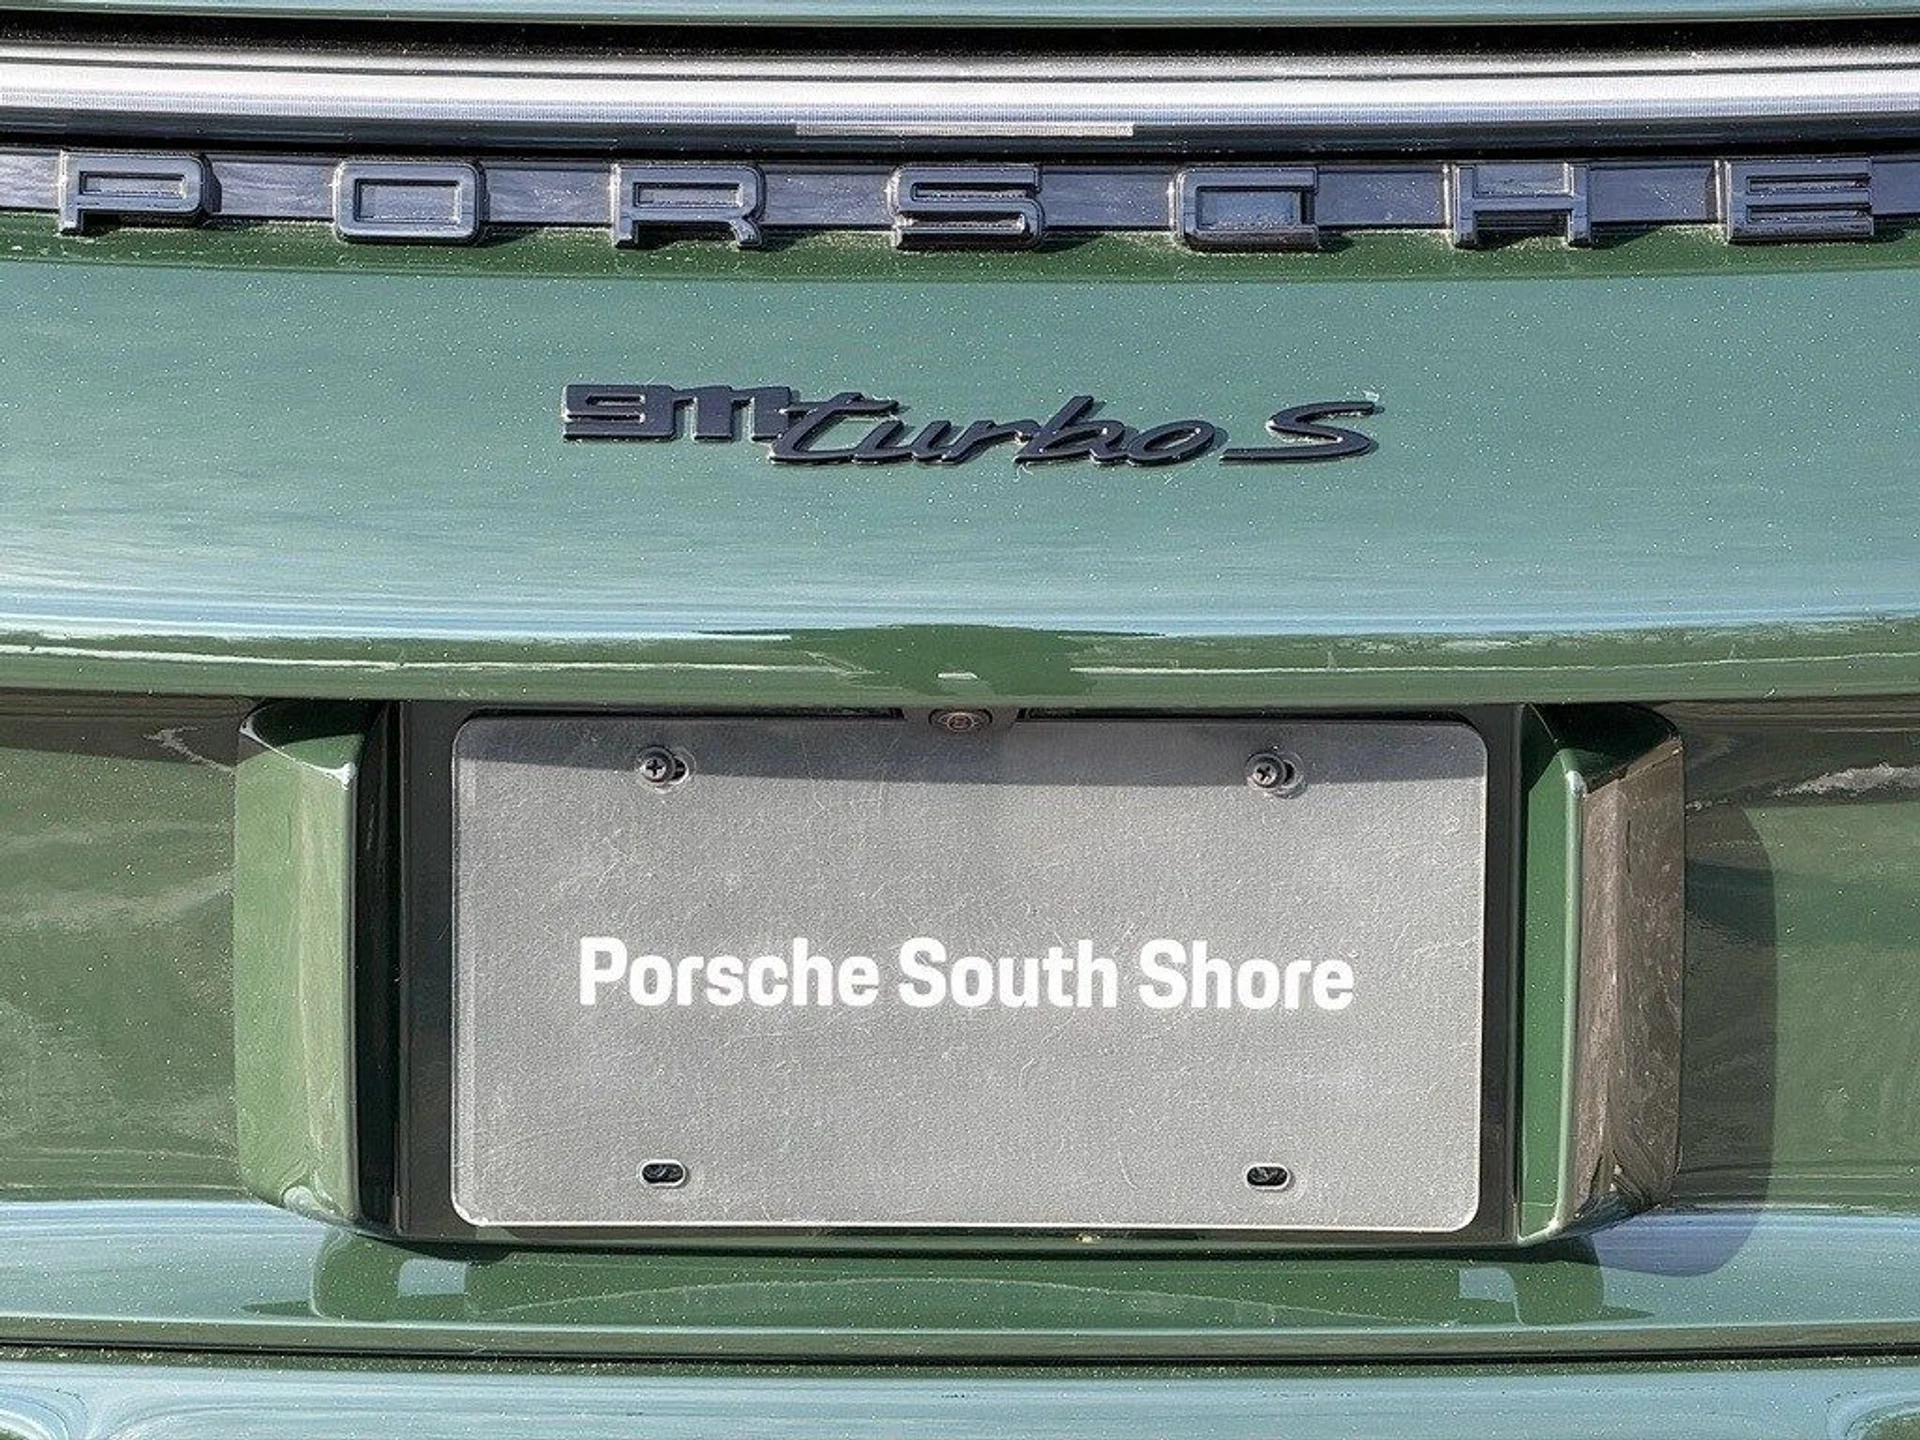 PORSCHE
911 turbo S
Porsche South Shore